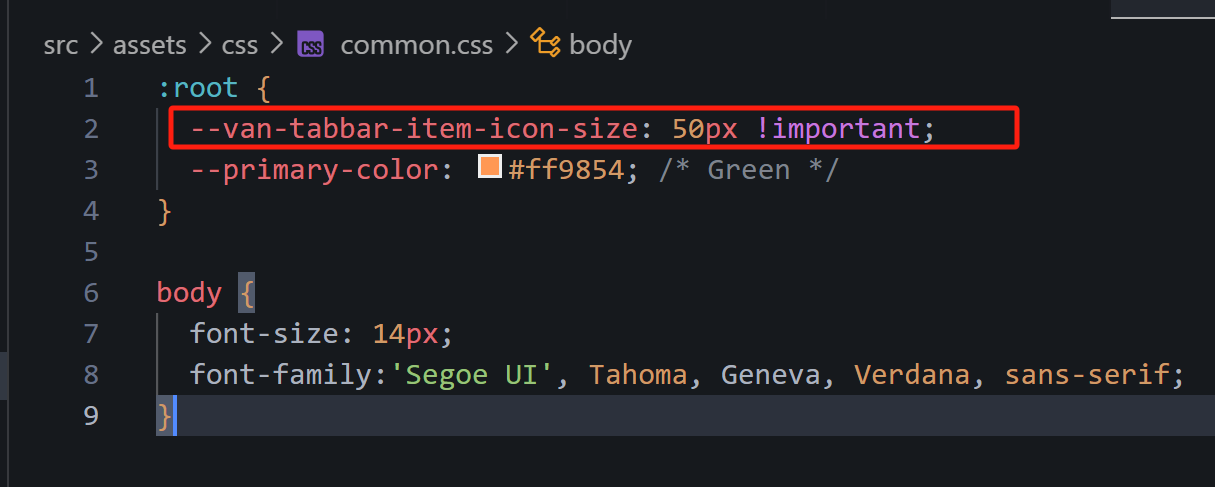 src > assets > css > CSS common.css > body
1 :root {
2 --van-tabbar-item-icon-size: 50px !important;
3 --primary-color: #ff9854; /* Green */
4 }
5
6 body {
7 font-size: 14px;
8 font-family:'Segoe UI', Tahoma, Geneva, Verdana, sans-serif;
9 }